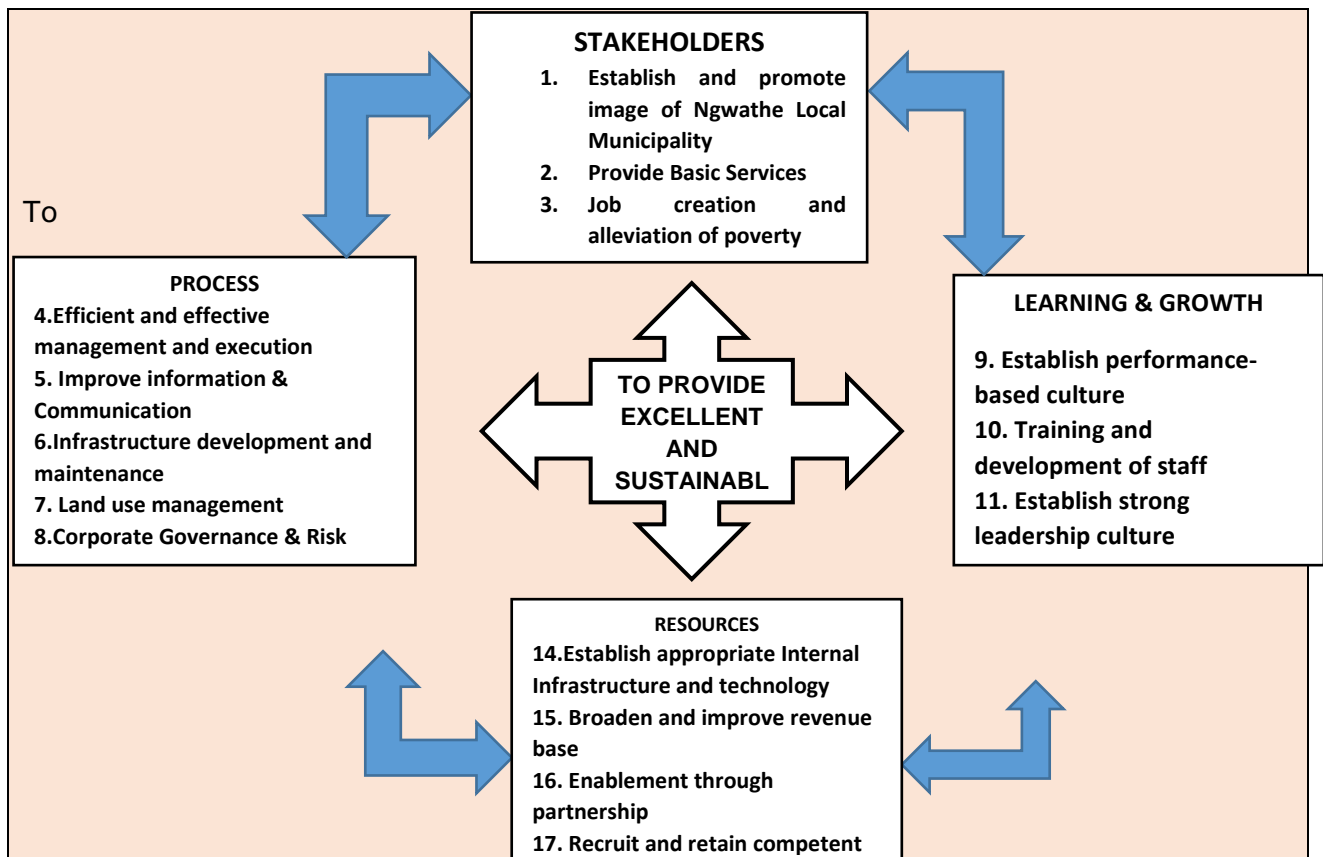 STAKEHOLDERS
1. Establish and promote
image of Ngwathe Local
Municipality
2. Provide Basic Services
3. Job creation and
alleviation of poverty
To
PROCESS
4.Efficient and effective
management and execution
5. Improve information &
Communication
6.Infrastructure development and
maintenance
7. Land use management
8.Corporate Governance & Risk
TO PROVIDE
EXCELLENT
AND
SUSTAINABL
LEARNING & GROWTH
9. Establish performance-
based culture
10. Training and
development of staff
11. Establish strong
leadership culture
RESOURCES
14.Establish appropriate Internal
Infrastructure and technology
15. Broaden and improve revenue
base
16. Enablement through
partnership
17. Recruit and retain competent